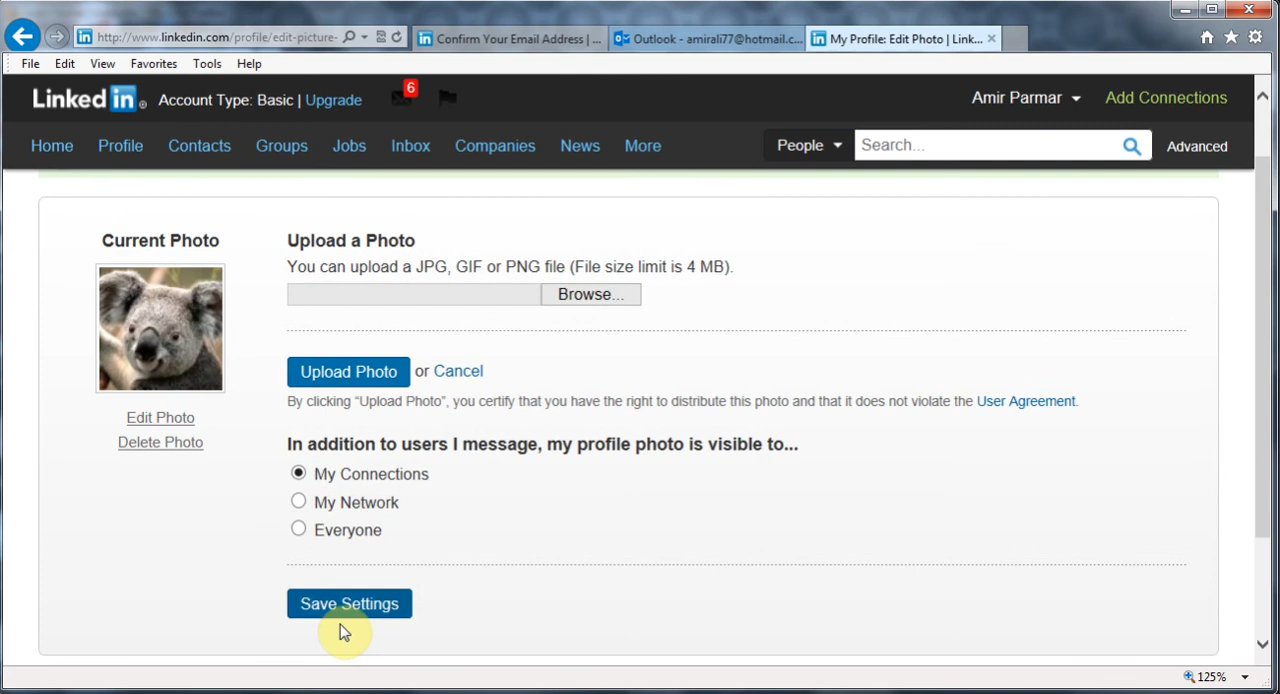 http://www.linkedin.com/profile/edit-picture-
Confirm Your Email Address | ...
Outlook - amirali77@hotmail.c...
My Profile: Edit Photo | Link...
File Edit View Favorites Tools Help
Linked in® Account Type: Basic | Upgrade
6
Amir Parmar
Add Connections
Home Profile Contacts Groups Jobs Inbox Companies News More
People
Search...
Advanced
Current Photo
Edit Photo
Delete Photo
Upload a Photo
You can upload a JPG, GIF or PNG file (File size limit is 4 MB).
Browse...
Upload Photo or Cancel
By clicking “Upload Photo”, you certify that you have the right to distribute this photo and that it does not violate the User Agreement.
In addition to users I message, my profile photo is visible to...
My Connections
My Network
Everyone
Save Settings
125%